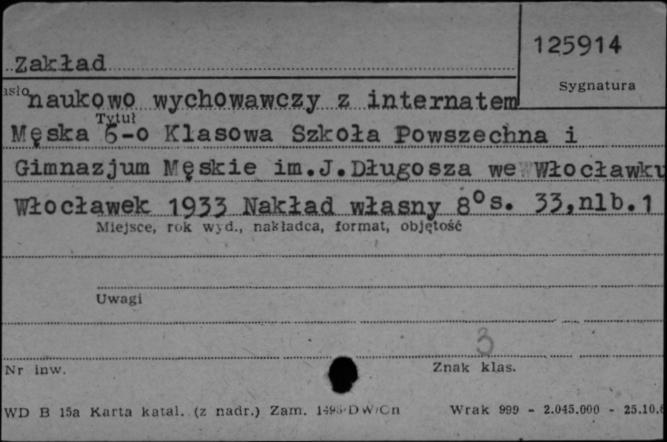 125914
Zakład
Sygnatura
asło
naukowo wychowawczy z internatem
Tytuł
Męska 6-o Klasowa Szkoła Powszechna i
Gimnazjum Męskie im.J.Długosza we Włocławku
Włocławek 1933 Nakład własny 8° s. 33,nlb.1
Miejsce, rok wyd., nakładca, format, objętość
Uwagi
3
Nr inw.
Znak klas.
WD B 15a Karta katal. (z nadr.) Zam. Wrak 999 - 2.045.000 - 25.10.